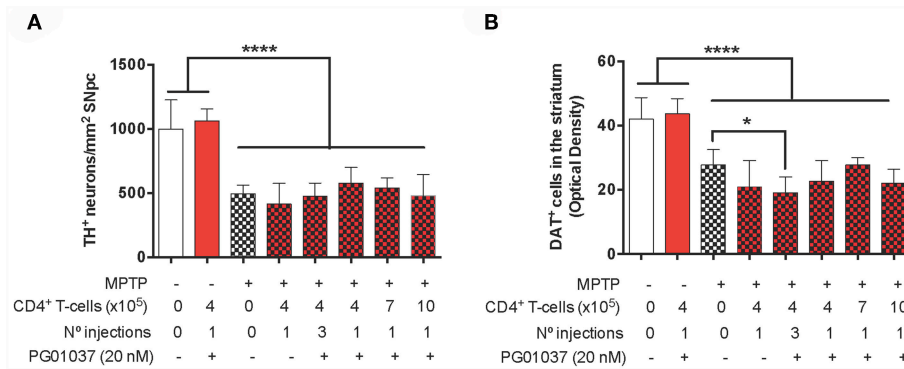 A
B
****
1500
1000
500
0
TH+ neurons/mm2 SNpc
MPTP - - + + + + + +
CD4+ T-cells (x10⁵) 0 4 0 4 4 4 7 10
Nº injections 0 1 0 1 3 1 1 1
PG01037 (20 nM) - + - - + + + +
****
*
60
40
20
0
DAT+ cells in the striatum
(Optical Density)
MPTP - - + + + + + +
CD4+ T-cells (x10⁵) 0 4 0 4 4 4 7 10
Nº injections 0 1 0 1 3 1 1 1
PG01037 (20 nM) - + - - + + + +